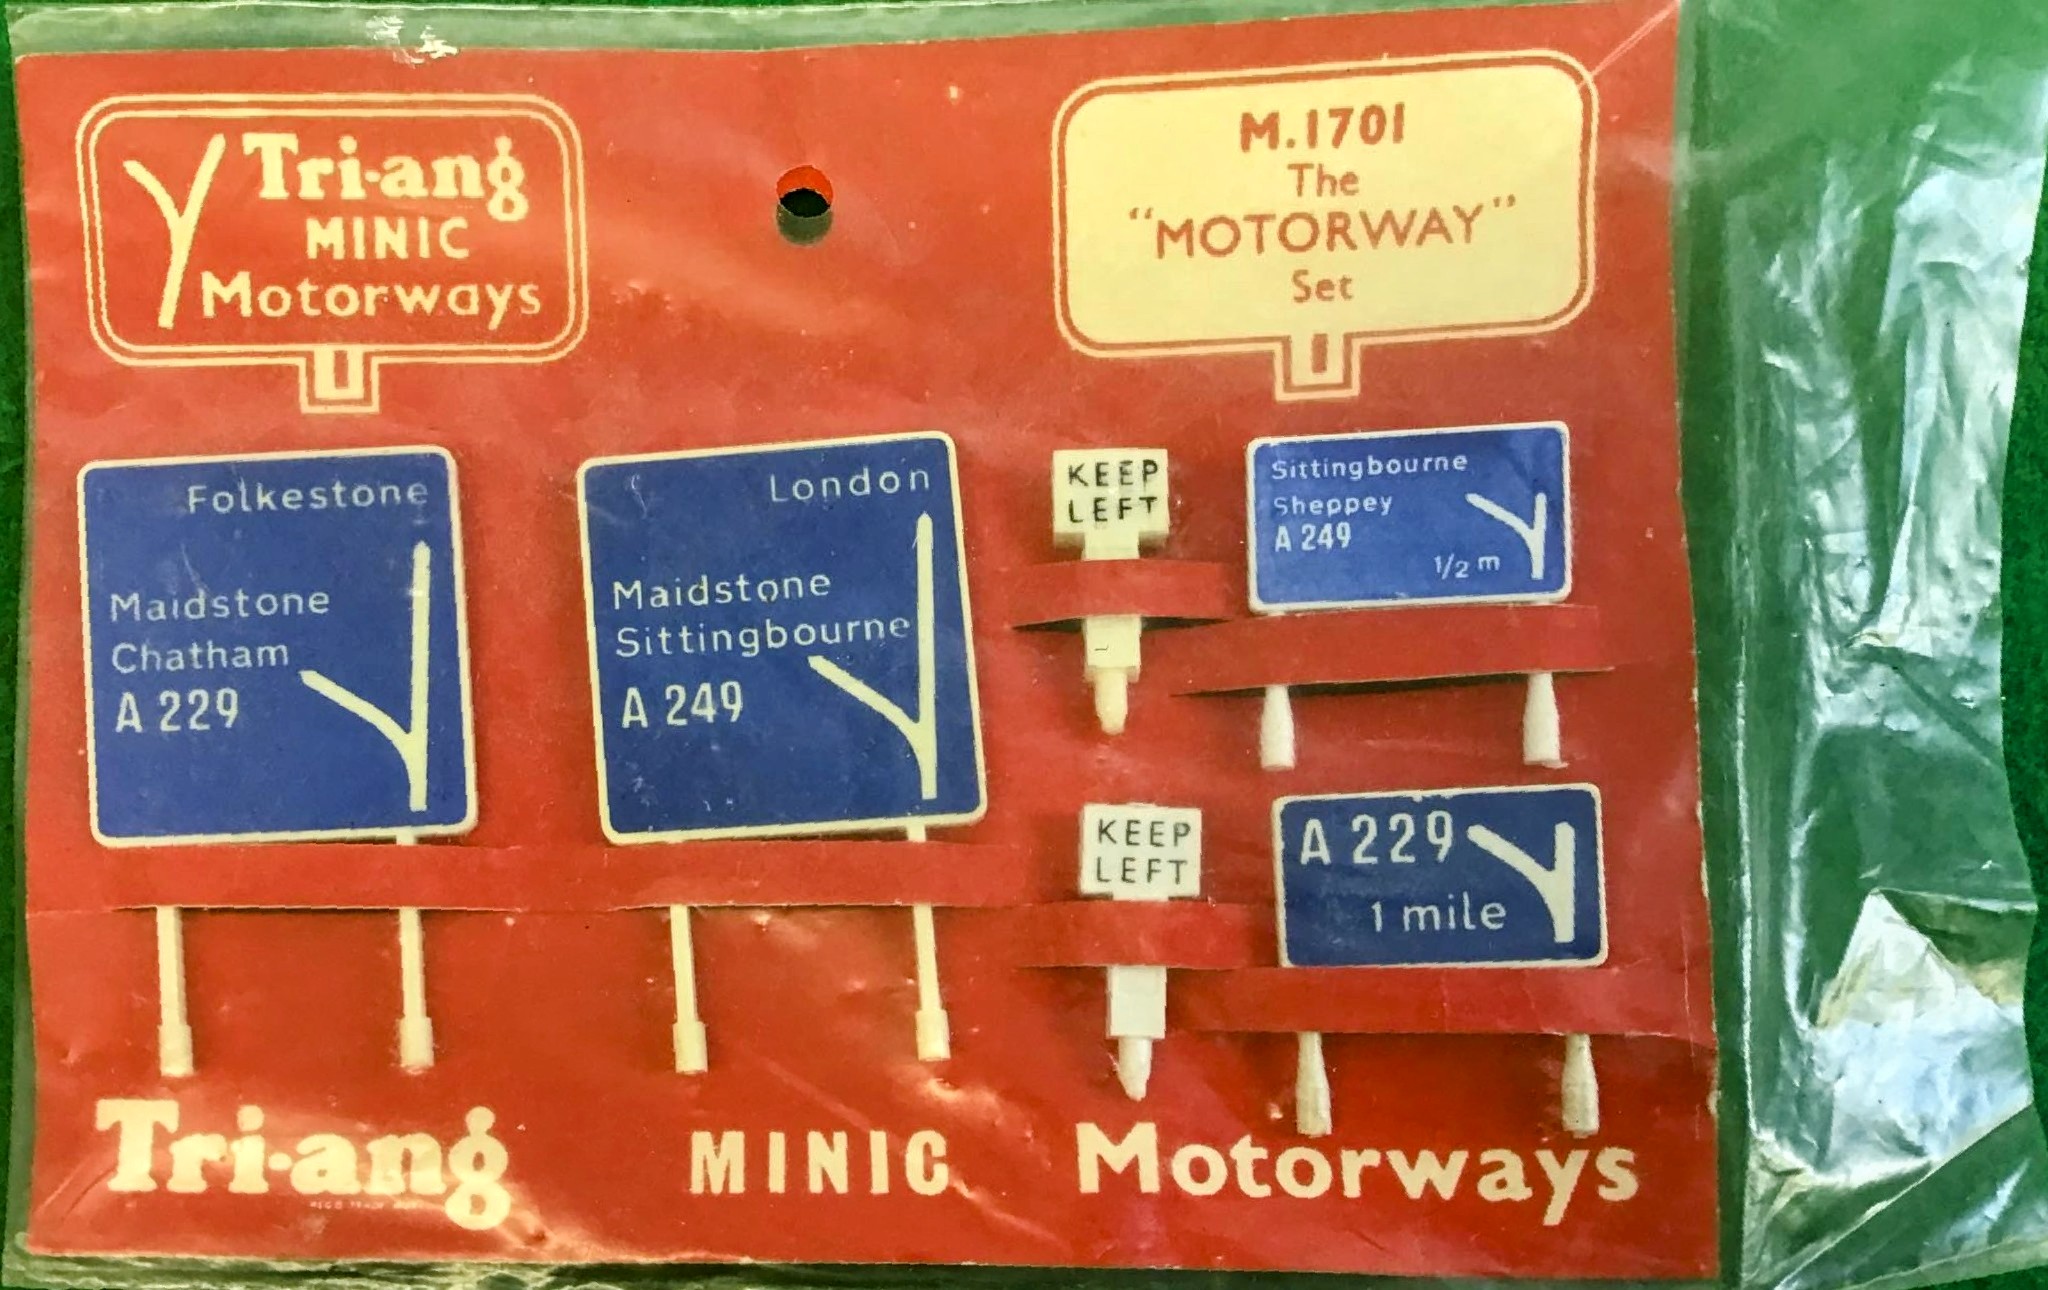 Tri-ang
MINIC
Motorways
M.1701
The
"MOTORWAY"
Set
Folkestone
Maidstone
Chatham
A 229
London
Maidstone
Sittingbourne
A 249
KEEP
LEFT
Sittingbourne
Sheppey
A 249
1/2 m
KEEP
LEFT
A 229
1 mile
Tri-ang MINIC Motorways